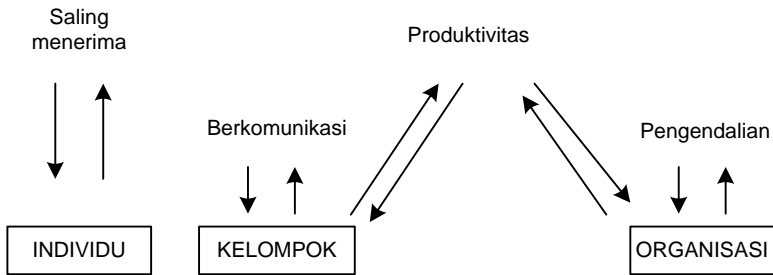 Saling
menerima
Produktivitas
Berkomunikasi
Pengendalian
INDIVIDU
KELOMPOK
ORGANISASI